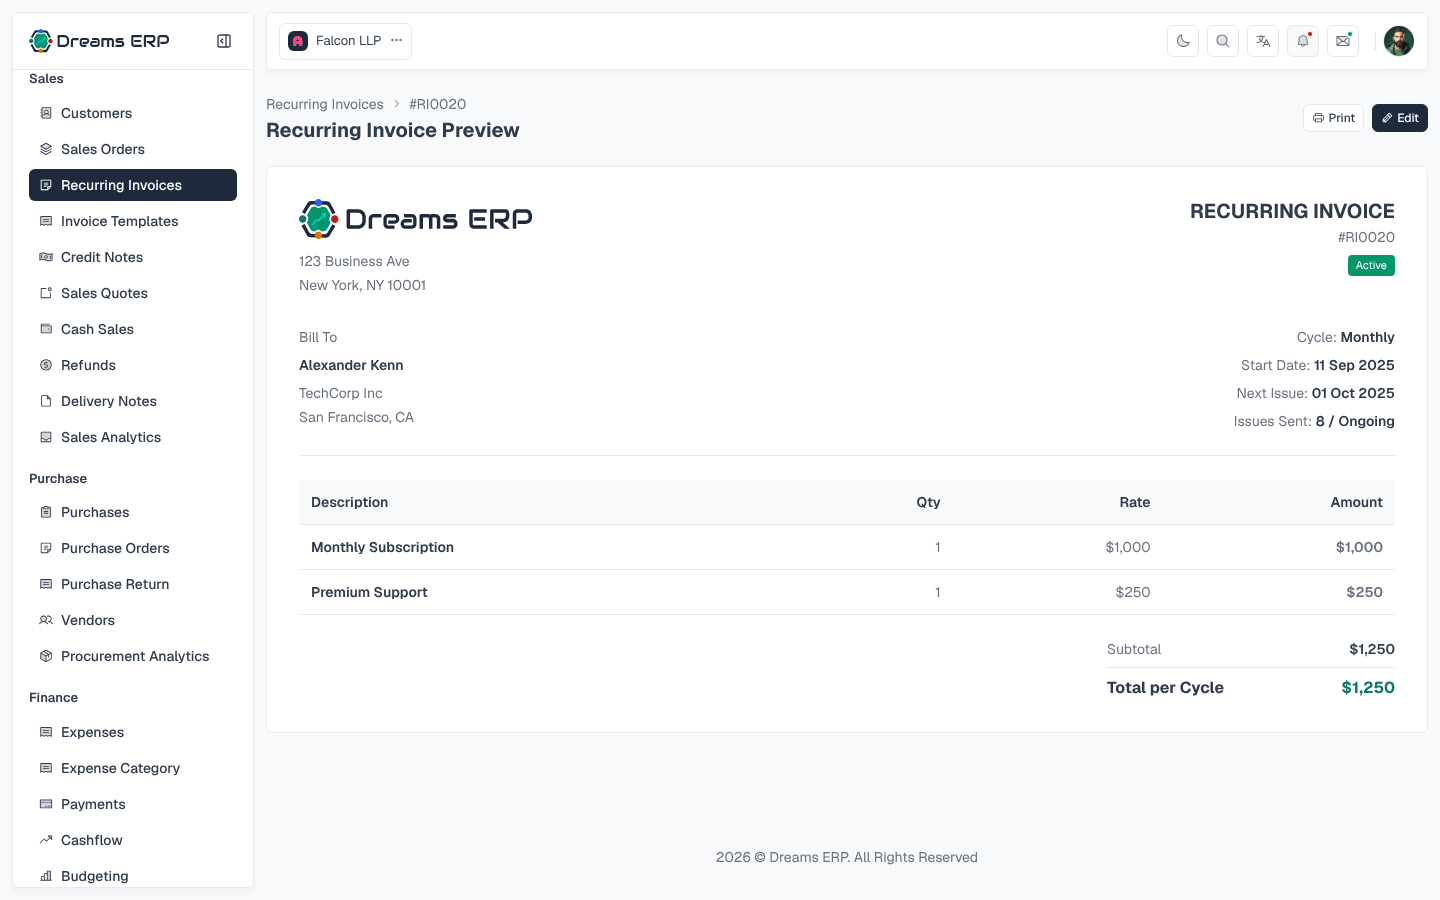 Dreams ERP
Sales
Customers
Sales Orders
Recurring Invoices
Invoice Templates
Credit Notes
Sales Quotes
Cash Sales
Refunds
Delivery Notes
Sales Analytics
Purchase
Purchases
Purchase Orders
Purchase Return
Vendors
Procurement Analytics
Finance
Expenses
Expense Category
Payments
Cashflow
Budgeting
Falcon LLP
Recurring Invoices > #RI0020
Recurring Invoice Preview
Print
Edit
Dreams ERP
123 Business Ave
New York, NY 10001
RECURRING INVOICE
#RI0020
Active
Bill To
Alexander Kenn
TechCorp Inc
San Francisco, CA
Cycle: Monthly
Start Date: 11 Sep 2025
Next Issue: 01 Oct 2025
Issues Sent: 8 / Ongoing
Description Qty Rate Amount
Monthly Subscription 1 $1,000 $1,000
Premium Support 1 $250 $250
Subtotal $1,250
Total per Cycle $1,250
2026 © Dreams ERP. All Rights Reserved